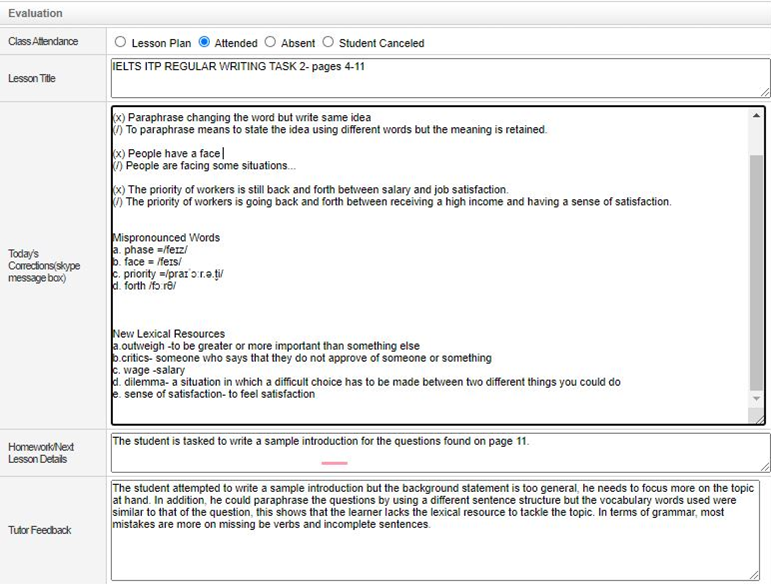 Evaluation
Class Attendance
Lesson Plan Attended Absent Student Canceled
Lesson Title
IELTS ITP REGULAR WRITING TASK 2- pages 4-11
Today's
Corrections(skype
message box)
(x) Paraphrase changing the word but write same idea
(/) To paraphrase means to state the idea using different words but the meaning is retained.
(x) People have a face
(/) People are facing some situations...
(x) The priority of workers is still back and forth between salary and job satisfaction.
(/) The priority of workers is going back and forth between receiving a high income and having a sense of satisfaction.
Mispronounced Words
a. phase =/feɪz/
b. face = /feɪs/
c. priority =/praɪˈɔːr.ə.t̬i/
d. forth /fɔːrθ/
New Lexical Resources
a.outweigh -to be greater or more important than something else
b.critics- someone who says that they do not approve of someone or something
c. wage -salary
d. dilemma- a situation in which a difficult choice has to be made between two different things you could do
e. sense of satisfaction- to feel satisfaction
Homework/Next
Lesson Details
The student is tasked to write a sample introduction for the questions found on page 11.
Tutor Feedback
The student attempted to write a sample introduction but the background statement is too general, he needs to focus more on the topic
at hand. In addition, he could paraphrase the questions by using a different sentence structure but the vocabulary words used were
similar to that of the question, this shows that the learner lacks the lexical resource to tackle the topic. In terms of grammar, most
mistakes are more on missing be verbs and incomplete sentences.